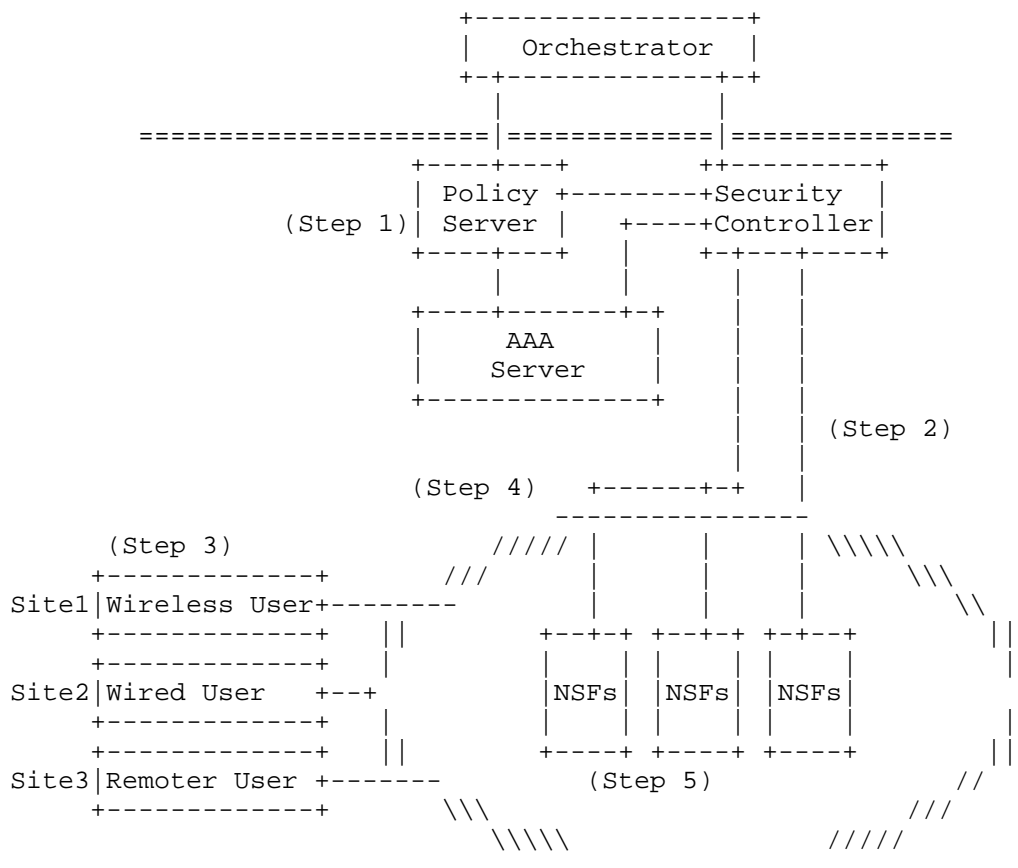 Orchestrator
Policy Security
(Step 1) Server Controller
AAA
Server
(Step 2)
(Step 4)
(Step 3)
Site1 Wireless User
Site2 Wired User NSFs NSFs NSFs
Site3 Remoter User (Step 5)